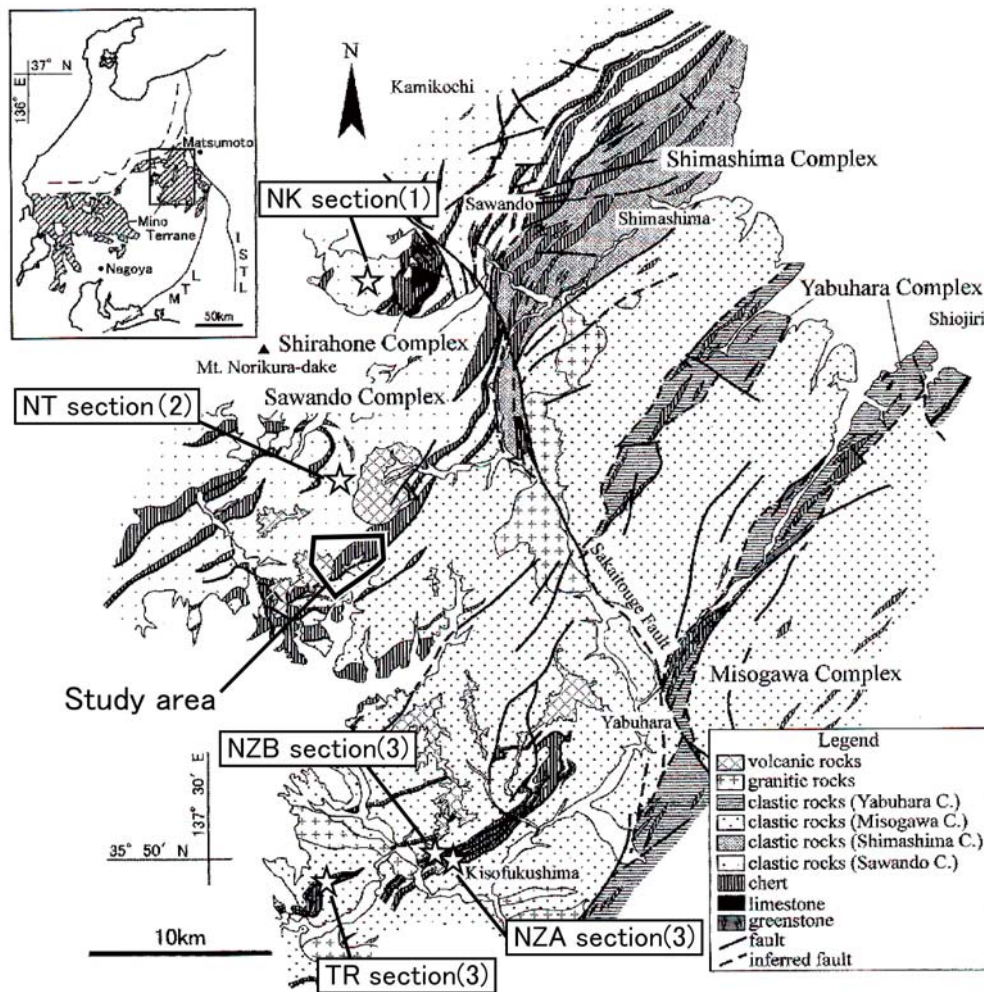 37° N
136° E
Matsumoto
Mino
Terrane
Nagoya
MTL
ISTL
50km
N
Kamikochi
Shimashima Complex
NK section(1)
Sawando
Shimashima
Yabuhara Complex
Shiojiri
Shirahone Complex
Mt. Norikura-dake
Sawando Complex
NT section(2)
Sakaitouge Fault
Study area
Misogawa Complex
Yabuhara
NZB section(3)
137° 30' E
35° 50' N
Kisofukushima
NZA section(3)
10km
TR section(3)
Legend
volcanic rocks
granitic rocks
clastic rocks (Yabuhara C.)
clastic rocks (Misogawa C.)
clastic rocks (Shimashima C.)
clastic rocks (Sawando C.)
chert
limestone
greenstone
fault
inferred fault